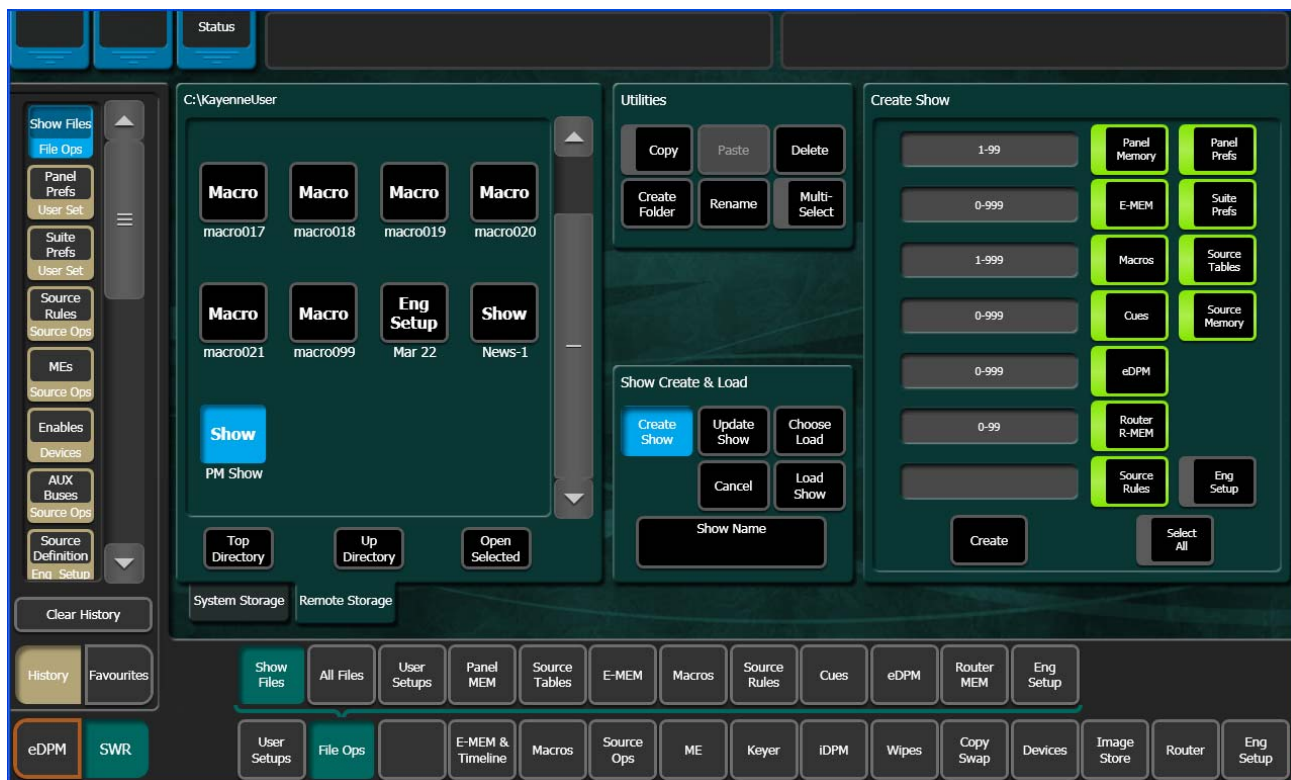 Status
Show Files
File Ops
Panel
Prefs
User Set
Suite
Prefs
User Set
Source
Rules
Source Ops
MEs
Source Ops
Enables
Devices
AUX
Buses
Source Ops
Source
Definition
Eng Setup
Clear History
History
Favourites
eDPM
SWR
C:\KayenneUser
Macro
Macro
Macro
Macro
macro017
macro018
macro019
macro020
Macro
Macro
Eng
Setup
Show
macro021
macro099
Mar 22
News-1
Show
PM Show
Top
Directory
Up
Directory
Open
Selected
System Storage
Remote Storage
Utilities
Copy
Paste
Delete
Create
Folder
Rename
Multi-
Select
Show Create & Load
Create
Show
Update
Show
Choose
Load
Cancel
Load
Show
Show Name
Create Show
1-99
Panel
Memory
Panel
Prefs
0-999
E-MEM
Suite
Prefs
1-999
Macros
Source
Tables
0-999
Cues
Source
Memory
0-999
eDPM
0-99
Router
R-MEM
Source
Rules
Eng
Setup
Create
Select
All
Show
Files
All Files
User
Setups
Panel
MEM
Source
Tables
E-MEM
Macros
Source
Rules
Cues
eDPM
Router
MEM
Eng
Setup
User
Setups
File Ops
E-MEM &
Timeline
Macros
Source
Ops
ME
Keyer
iDPM
Wipes
Copy
Swap
Devices
Image
Store
Router
Eng
Setup